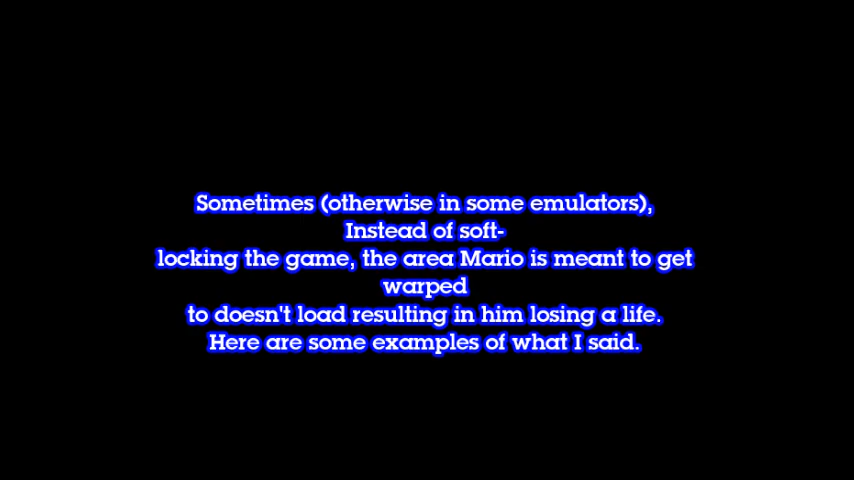 Sometimes (otherwise in some emulators),
Instead of soft-
locking the game, the area Mario is meant to get
warped
to doesn't load resulting in him losing a life.
Here are some examples of what I said.